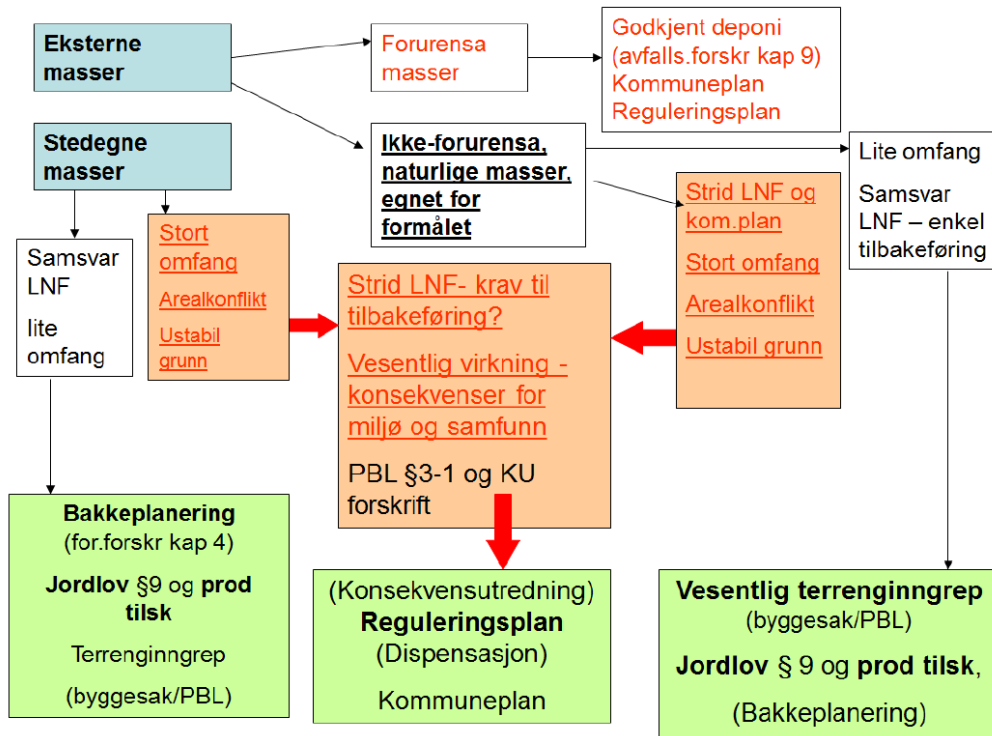 Eksterne
masser
Forurensa
masser
Godkjent deponi
(avfalls.forskr kap 9)
Kommuneplan
Reguleringsplan
Stedegne
masser
Ikke-forurensa,
naturlige masser,
egnet for
formålet
Lite omfang
Samsvar
LNF – enkel
tilbakeføring
Samsvar
LNF
lite
omfang
Stort
omfang
Arealkonflikt
Ustabil
grunn
Strid LNF- krav til
tilbakeføring?
Vesentlig virkning -
konsekvenser for
miljø og samfunn
PBL §3-1 og KU
forskrift
Strid LNF og
kom.plan
Stort omfang
Arealkonflikt
Ustabil grunn
Bakkeplanering
(for.forskr kap 4)
Jordlov §9 og prod
tilsk
Terrenginngrep
(byggesak/PBL)
(Konsekvensutredning)
Reguleringsplan
(Dispensasjon)
Kommuneplan
Vesentlig terrenginngrep
(byggesak/PBL)
Jordlov § 9 og prod tilsk,
(Bakkeplanering)